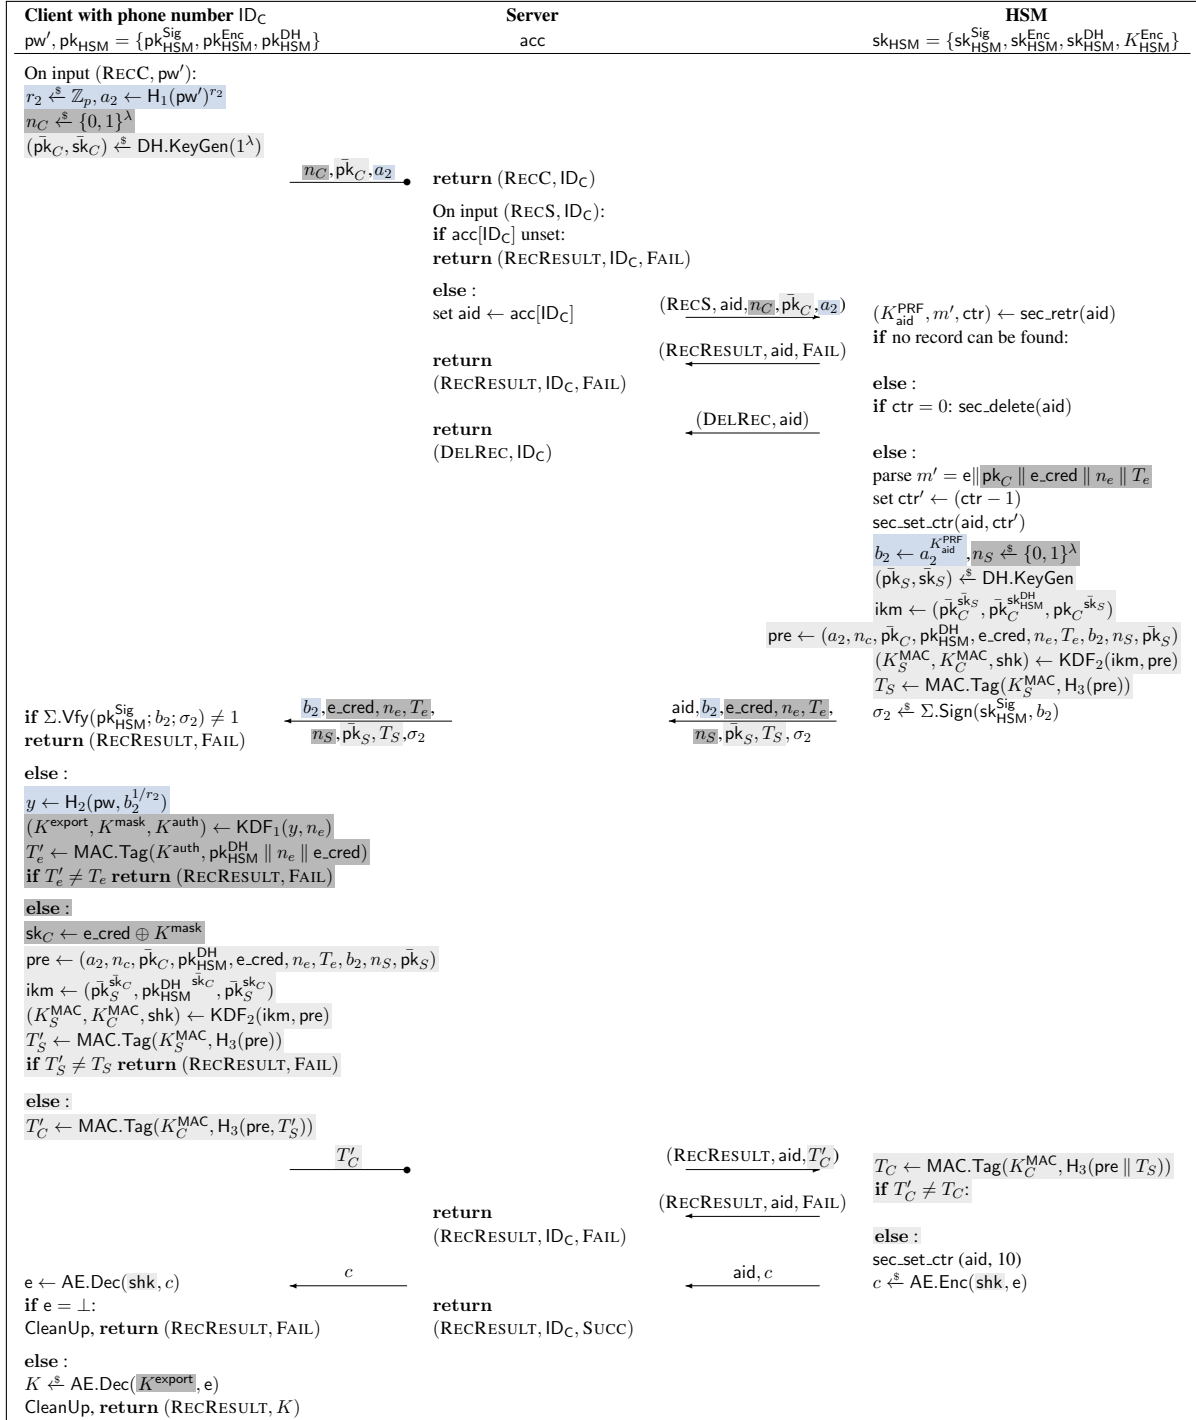 Client with phone number ID_C Server HSM
pw′, pk_HSM = {pk^Sig_HSM, pk^Enc_HSM, pk^DH_HSM} acc sk_HSM = {sk^Sig_HSM, sk^Enc_HSM, sk^DH_HSM, K^Enc_HSM}
On input (RECC, pw′):
r_2 ←$ ℤ_p, a_2 ← H_1(pw′)^{r_2}
n_C ←$ {0, 1}^λ
(p̄k_C, s̄k_C) ←$ DH.KeyGen(1^λ)
n_C, p̄k_C, a_2
return (RECC, ID_C)
On input (RECS, ID_C):
if acc[ID_C] unset:
return (RECRESULT, ID_C, FAIL)
else :
set aid ← acc[ID_C]
(RECS, aid, n_C, p̄k_C, a_2)
(K^PRF_aid, m′, ctr) ← sec_retr(aid)
if no record can be found:
(RECRESULT, aid, FAIL)
return
(RECRESULT, ID_C, FAIL)
else :
if ctr = 0: sec_delete(aid)
(DELREC, aid)
return
(DELREC, ID_C)
else :
parse m′ = e‖pk_C ‖ e_cred ‖ n_e ‖ T_e
set ctr′ ← (ctr − 1)
sec_set_ctr(aid, ctr′)
b_2 ← a_2^{K^PRF_aid}, n_S ←$ {0, 1}^λ
(p̄k_S, s̄k_S) ←$ DH.KeyGen
ikm ← (p̄k_C^{s̄k_S}, p̄k_C^{sk^DH_HSM}, pk_C^{s̄k_S})
pre ← (a_2, n_c, p̄k_C, pk^DH_HSM, e_cred, n_e, T_e, b_2, n_S, p̄k_S)
(K^MAC_S, K^MAC_C, shk) ← KDF_2(ikm, pre)
T_S ← MAC.Tag(K^MAC_S, H_3(pre))
σ_2 ←$ Σ.Sign(sk^Sig_HSM, b_2)
aid, b_2, e_cred, n_e, T_e,
n_S, p̄k_S, T_S, σ_2
b_2, e_cred, n_e, T_e,
n_S, p̄k_S, T_S, σ_2
if Σ.Vfy(pk^Sig_HSM; b_2; σ_2) ≠ 1
return (RECRESULT, FAIL)
else :
y ← H_2(pw, b_2^{1/r_2})
(K^export, K^mask, K^auth) ← KDF_1(y, n_e)
T′_e ← MAC.Tag(K^auth, pk^DH_HSM ‖ n_e ‖ e_cred)
if T′_e ≠ T_e return (RECRESULT, FAIL)
else :
sk_C ← e_cred ⊕ K^mask
pre ← (a_2, n_c, p̄k_C, pk^DH_HSM, e_cred, n_e, T_e, b_2, n_S, p̄k_S)
ikm ← (p̄k_S^{s̄k_C}, pk^DH_HSM^{s̄k_C}, p̄k_S^{sk_C})
(K^MAC_S, K^MAC_C, shk) ← KDF_2(ikm, pre)
T′_S ← MAC.Tag(K^MAC_S, H_3(pre))
if T′_S ≠ T_S return (RECRESULT, FAIL)
else :
T′_C ← MAC.Tag(K^MAC_C, H_3(pre, T′_S))
T′_C
(RECRESULT, aid, T′_C)
T_C ← MAC.Tag(K^MAC_C, H_3(pre ‖ T_S))
if T′_C ≠ T_C:
(RECRESULT, aid, FAIL)
return
(RECRESULT, ID_C, FAIL)
else :
sec_set_ctr (aid, 10)
c ←$ AE.Enc(shk, e)
aid, c
c
return
(RECRESULT, ID_C, SUCC)
e ← AE.Dec(shk, c)
if e = ⊥:
CleanUp, return (RECRESULT, FAIL)
else :
K ←$ AE.Dec(K^export, e)
CleanUp, return (RECRESULT, K)